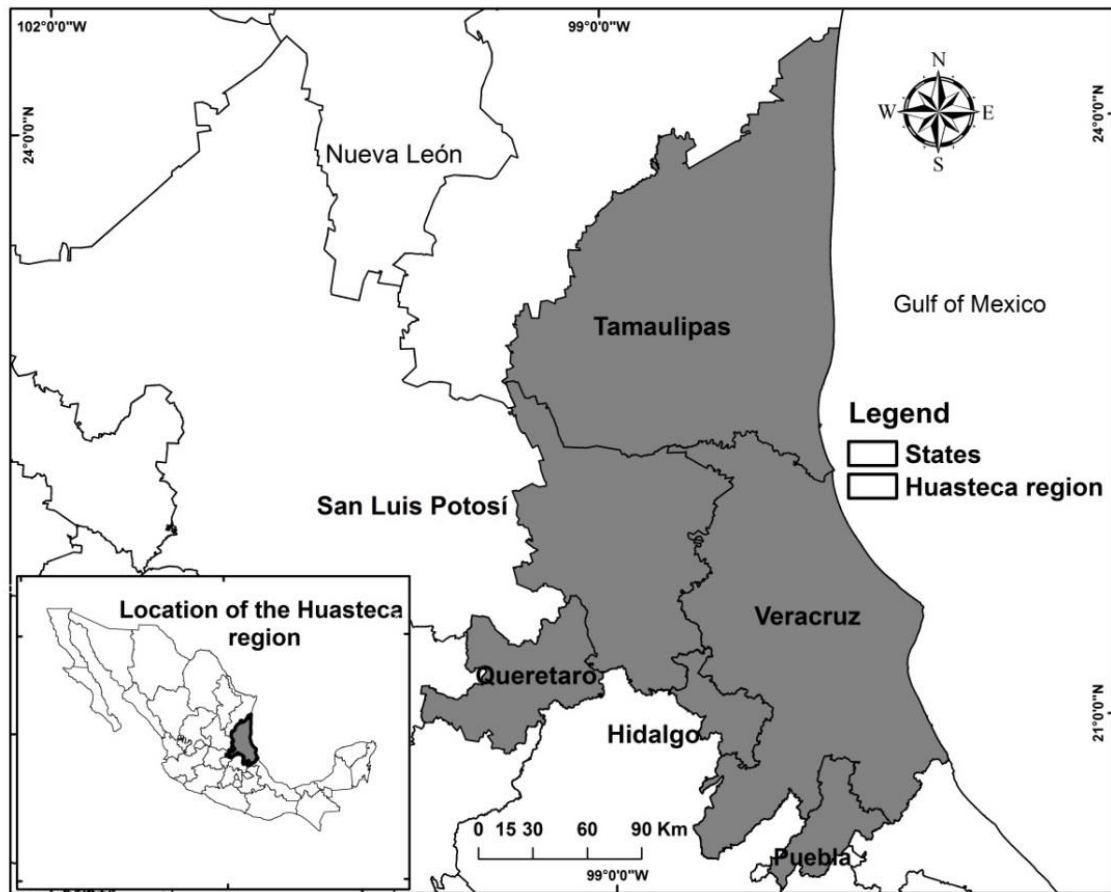 102°0'0"W
99°0'0"W
N
W
E
S
24°0'0"N
24°0'0"N
Nueva León
Gulf of Mexico
Tamaulipas
Legend
States
Huasteca region
San Luis Potosí
Location of the Huasteca
region
Veracruz
Queretaro
Hidalgo
21°0'0"N
0 15 30 60 90 Km
Puebla
99°0'0"W